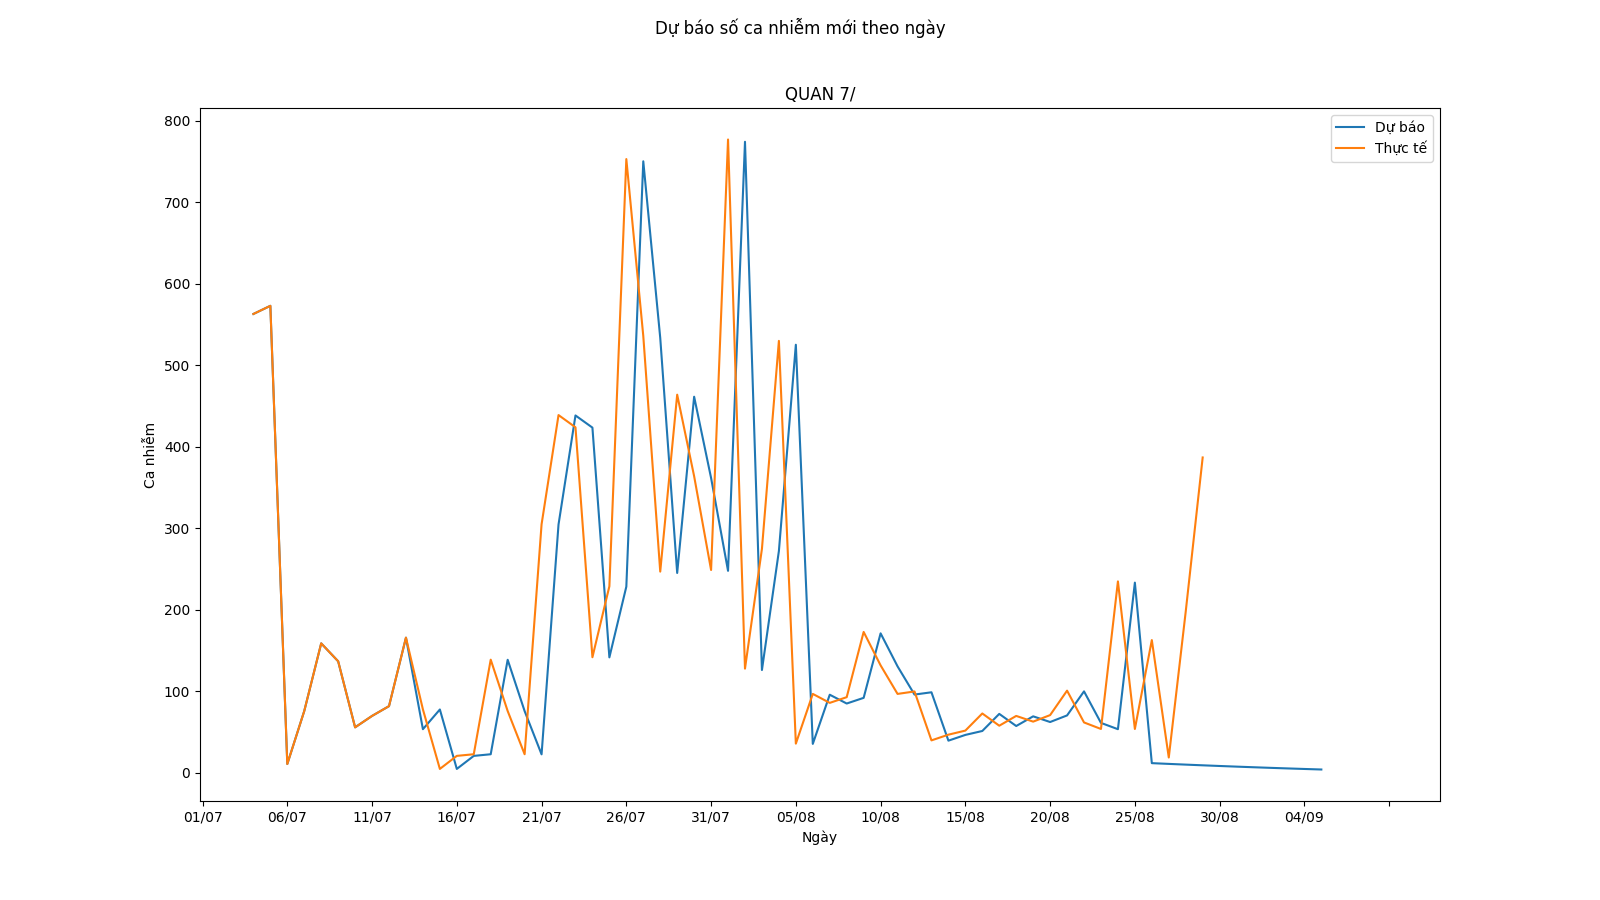 Dự báo số ca nhiễm mới theo ngày
QUAN 7/
800
700
600
500
400
300
200
100
0
Ca nhiễm
Dự báo
Thực tế
01/07 06/07 11/07 16/07 21/07 26/07 31/07 05/08 10/08 15/08 20/08 25/08 30/08 04/09
Ngày